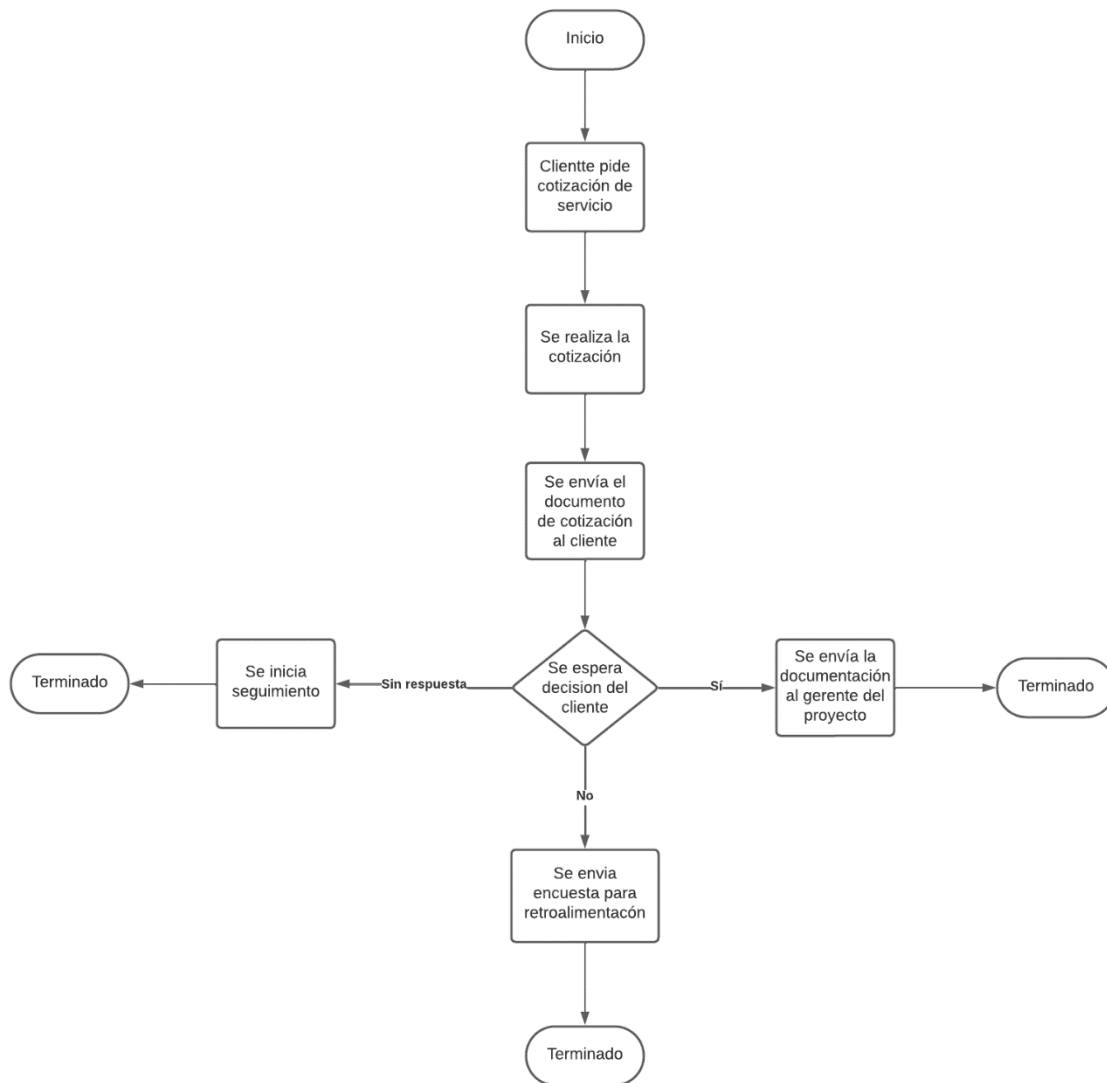 Inicio
Clientte pide
cotización de
servicio
Se realiza la
cotización
Se envía el
documento
de cotización
al cliente
Se espera
decision del
cliente
Sin respuesta
Se inicia
seguimiento
Terminado
Sí
Se envía la
documentación
al gerente del
proyecto
Terminado
No
Se envia
encuesta para
retroalimentacón
Terminado